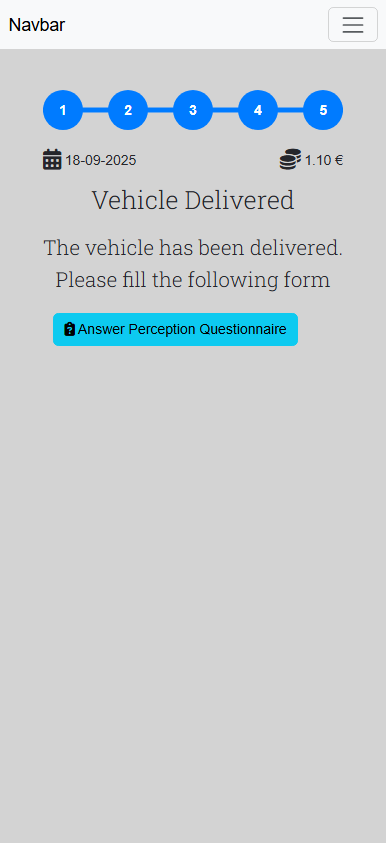 Navbar
1 2 3 4 5
18-09-2025 1.10 €
Vehicle Delivered
The vehicle has been delivered.
Please fill the following form
Answer Perception Questionnaire